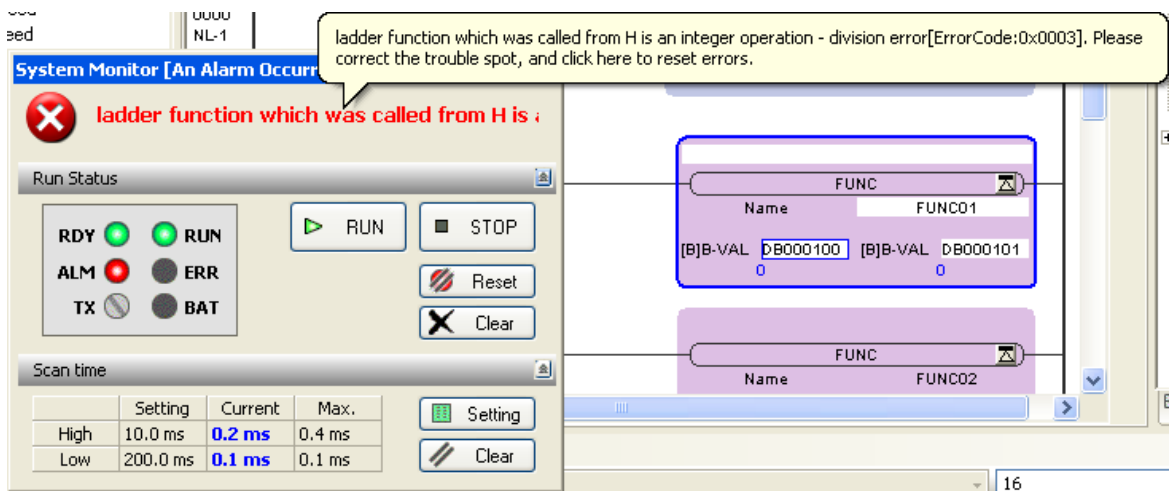 0000
eed
NL-1
ladder function which was called from H is an integer operation - division error[ErrorCode:0x0003]. Please
correct the trouble spot, and click here to reset errors.
System Monitor [An Alarm Occurr
ladder function which was called from H is
Run Status
RDY RUN
ALM ERR
TX BAT
RUN STOP
Reset
Clear
Scan time
Setting Current Max.
High 10.0 ms 0.2 ms 0.4 ms
Low 200.0 ms 0.1 ms 0.1 ms
Setting
Clear
FUNC
Name FUNC01
[B]B-VAL DB000100 [B]B-VAL DB000101
0 0
FUNC
Name FUNC02
16